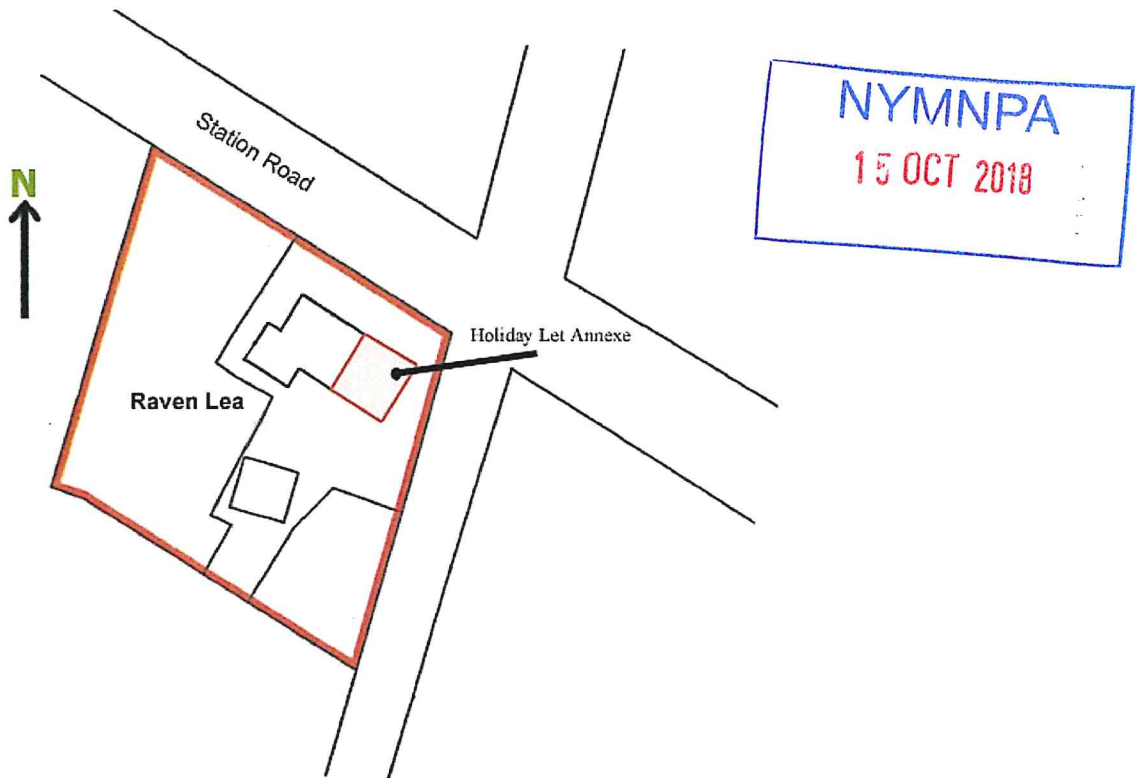 NYMNPA
15 OCT 2018
Station Road
N
Holiday Let Annexe
Raven Lea